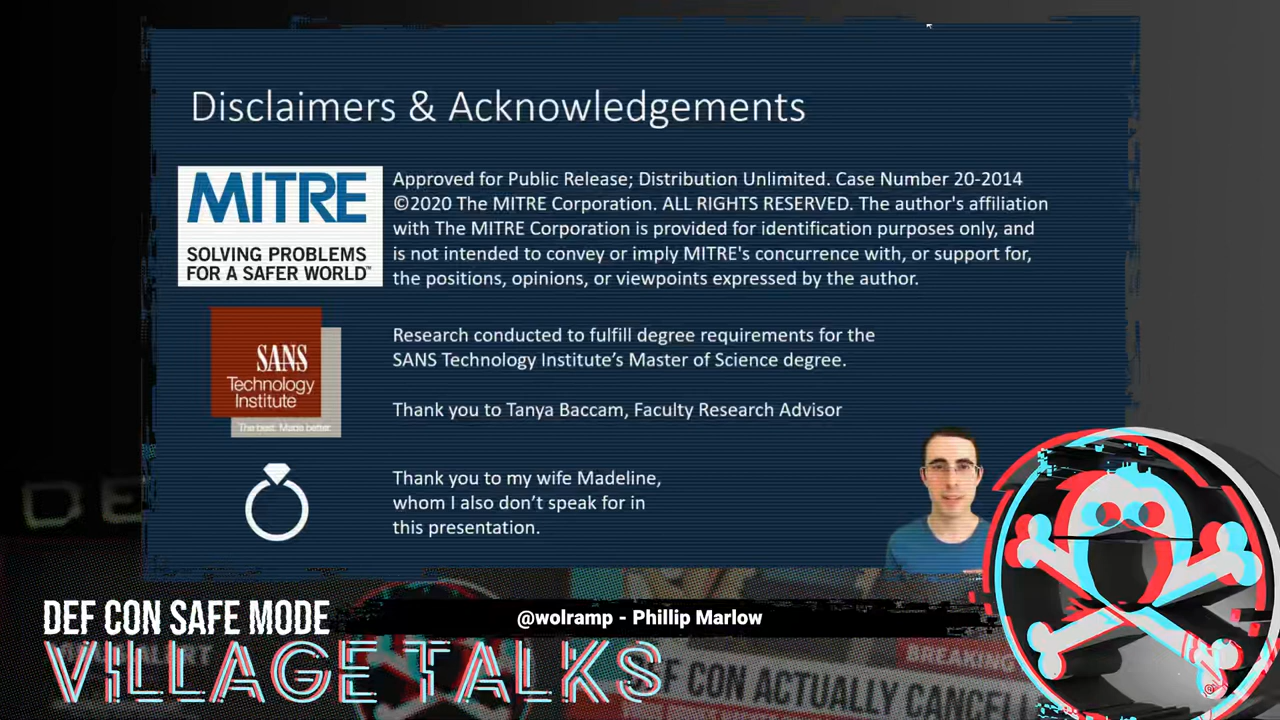 Disclaimers & Acknowledgements
MITRE
SOLVING PROBLEMS
FOR A SAFER WORLD™
Approved for Public Release; Distribution Unlimited. Case Number 20-2014
©2020 The MITRE Corporation. ALL RIGHTS RESERVED. The author's affiliation
with The MITRE Corporation is provided for identification purposes only, and
is not intended to convey or imply MITRE's concurrence with, or support for,
the positions, opinions, or viewpoints expressed by the author.
SANS
Technology
Institute
The best. Made better.
Research conducted to fulfill degree requirements for the
SANS Technology Institute’s Master of Science degree.
Thank you to Tanya Baccam, Faculty Research Advisor
Thank you to my wife Madeline,
whom I also don’t speak for in
this presentation.
DE
DEF CON SAFE MODE
VILLAGE TALKS
@wolramp - Phillip Marlow
BREAKIN
DEF CON ACTUALLY CANCELL